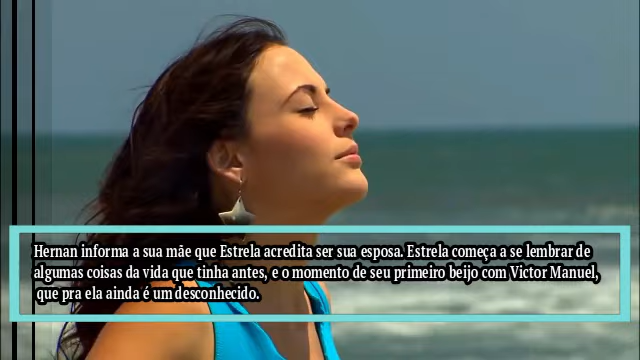 Hernan informa a sua mãe que Estrela acredita ser sua esposa. Estrela começa a se lembrar de
algumas coisas da vida que tinha antes, e o momento de seu primeiro beijo com Victor Manuel,
que pra ela ainda é um desconhecido.